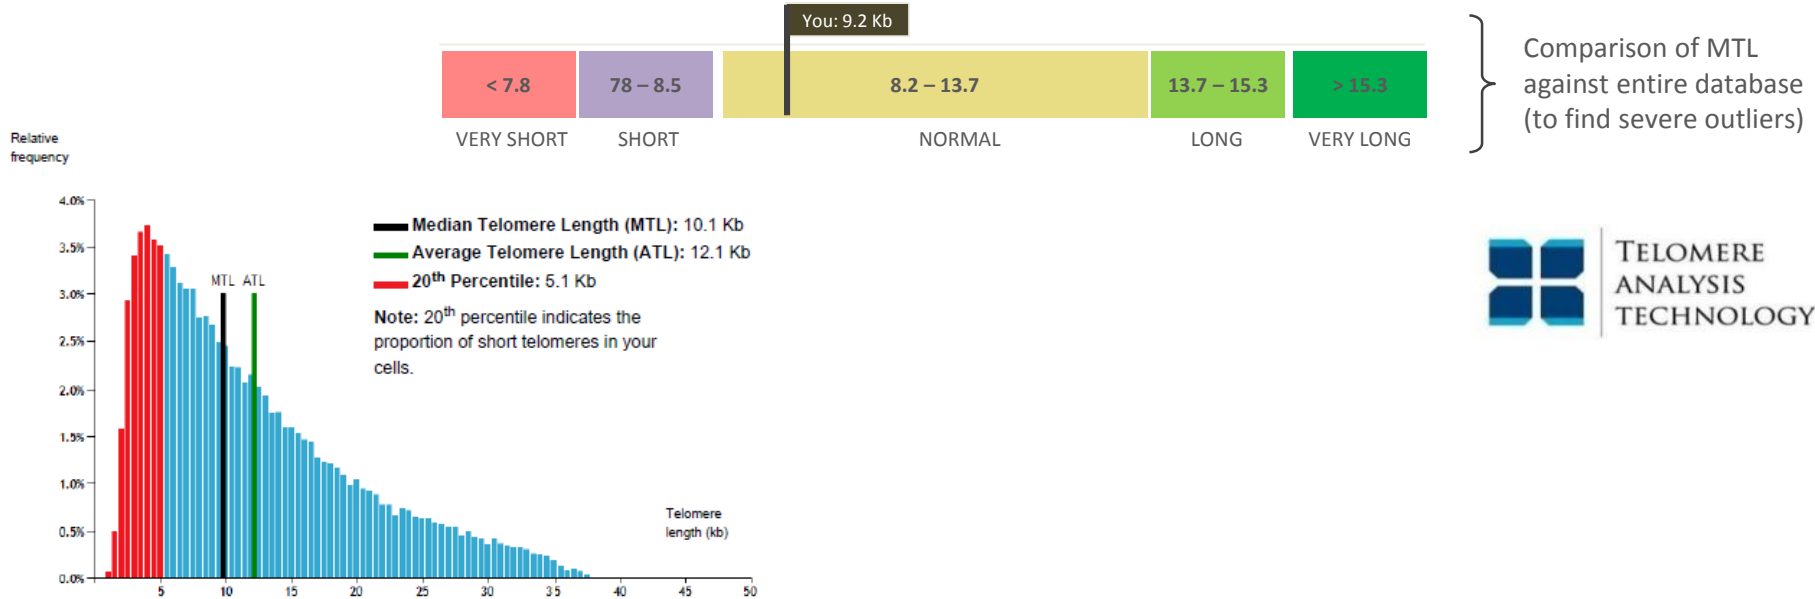 You: 9.2 Kb
< 7.8
78 – 8.5
8.2 – 13.7
13.7 – 15.3
> 15.3
VERY SHORT
SHORT
NORMAL
LONG
VERY LONG
Comparison of MTL
against entire database
(to find severe outliers)
Relative
frequency
4.0%
3.5%
3.0%
2.5%
2.0%
1.5%
1.0%
0.5%
0.0%
MTL ATL
Median Telomere Length (MTL): 10.1 Kb
Average Telomere Length (ATL): 12.1 Kb
20th Percentile: 5.1 Kb
Note: 20th percentile indicates the
proportion of short telomeres in your
cells.
Telomere
length (kb)
5 10 15 20 25 30 35 40 45 50
TELOMERE
ANALYSIS
TECHNOLOGY